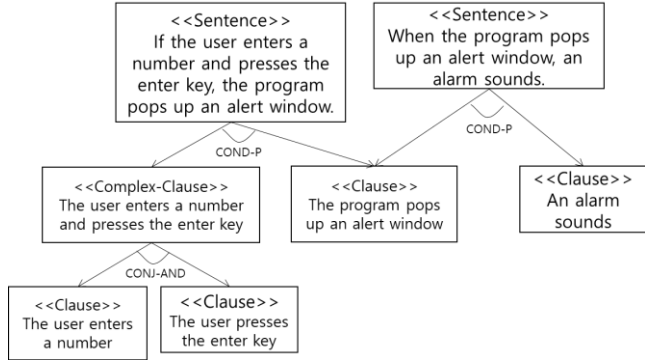 <<Sentence>>
If the user enters a
number and presses the
enter key, the program
pops up an alert window.
<<Sentence>>
When the program pops
up an alert window, an
alarm sounds.
COND-P
COND-P
<<Complex-Clause>>
The user enters a number
and presses the enter key
<<Clause>>
The program pops
up an alert window
<<Clause>>
An alarm
sounds
CONJ-AND
<<Clause>>
The user enters
a number
<<Clause>>
The user presses
the enter key